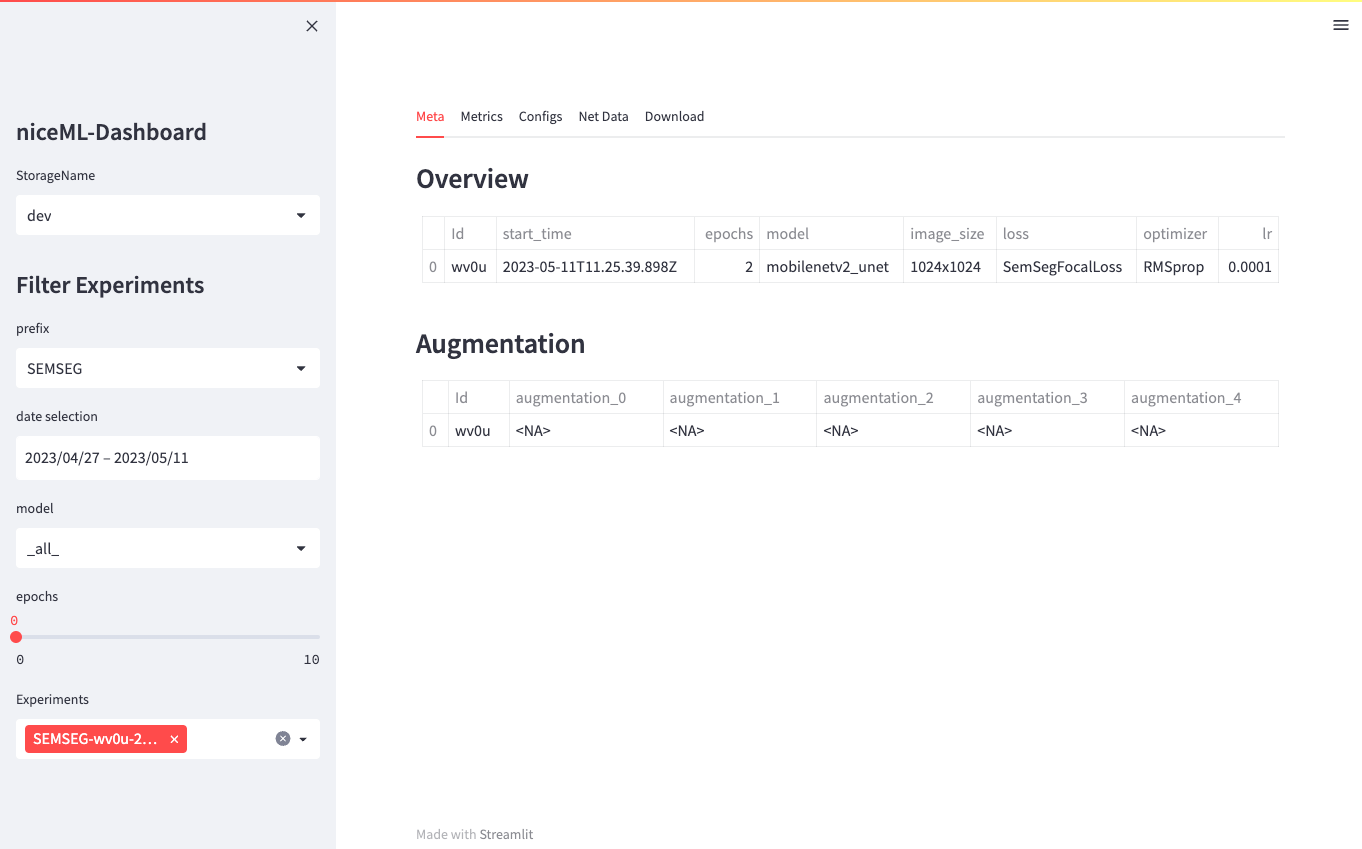 niceML-Dashboard
StorageName
dev
Filter Experiments
prefix
SEMSEG
date selection
2023/04/27 – 2023/05/11
model
_all_
epochs
0
0 10
Experiments
SEMSEG-wv0u-2...
Meta Metrics Configs Net Data Download
Overview
Id start_time epochs model image_size loss optimizer lr
0 wv0u 2023-05-11T11.25.39.898Z 2 mobilenetv2_unet 1024x1024 SemSegFocalLoss RMSprop 0.0001
Augmentation
Id augmentation_0 augmentation_1 augmentation_2 augmentation_3 augmentation_4
0 wv0u <NA> <NA> <NA> <NA> <NA>
Made with Streamlit